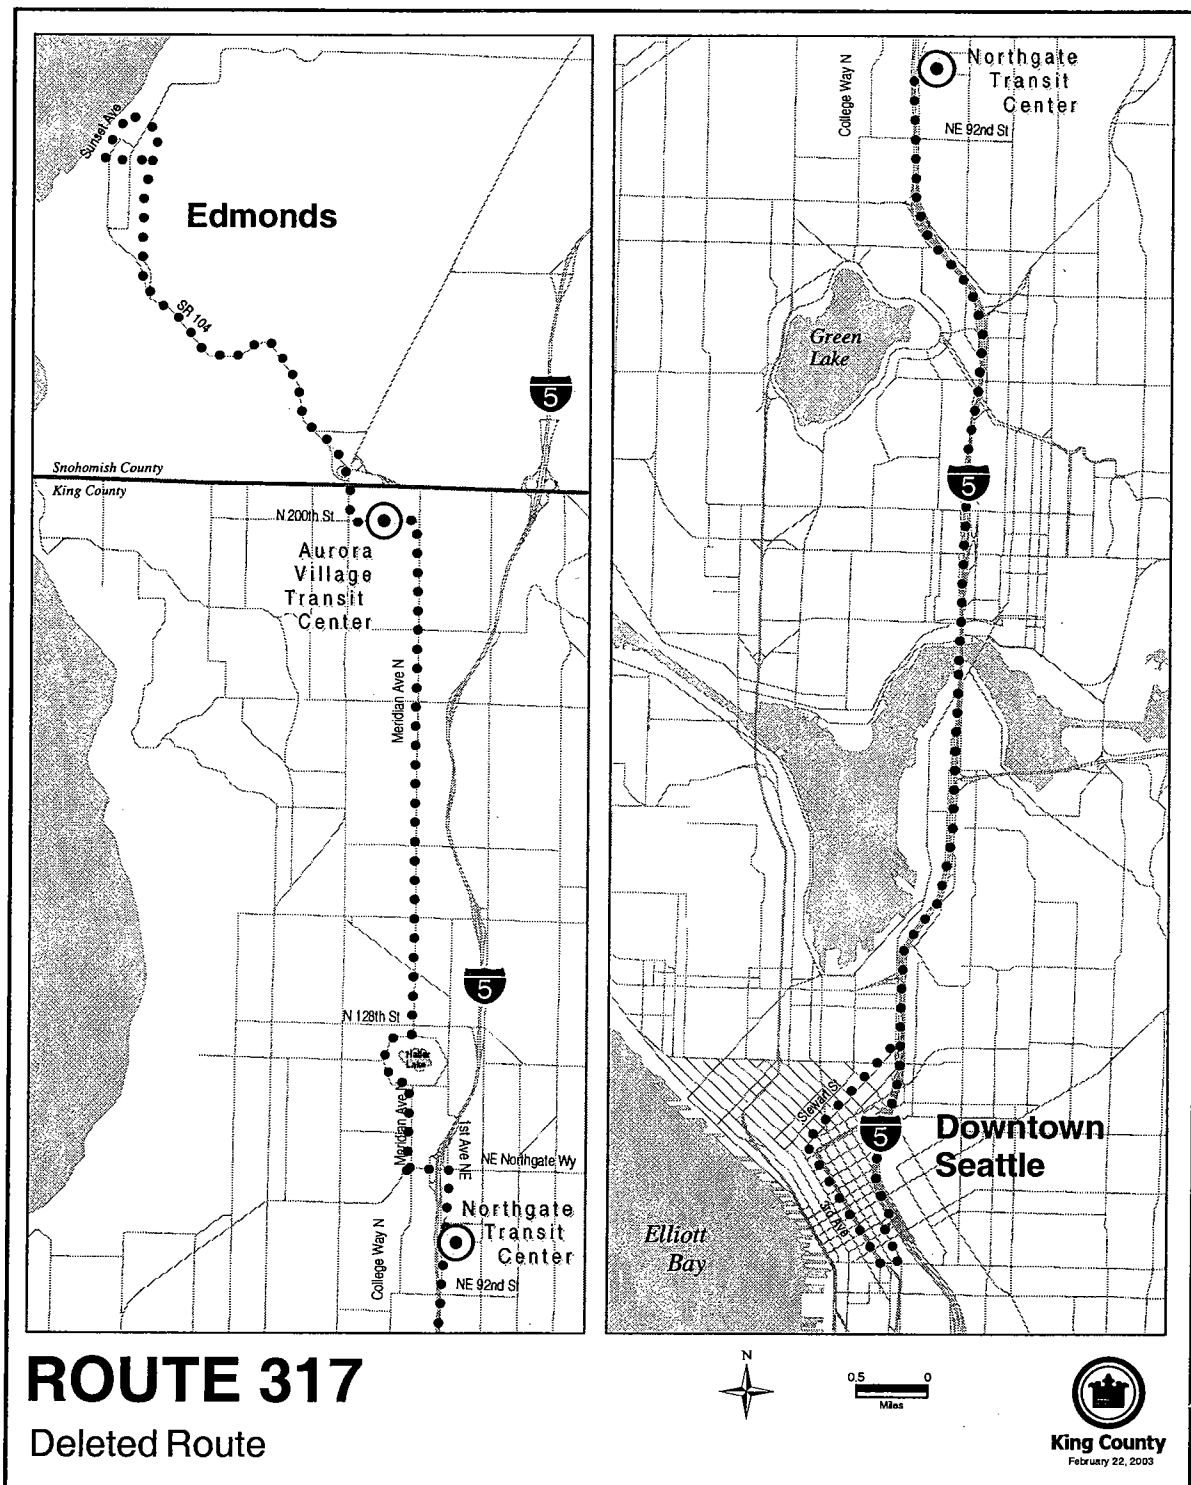 Sunset Ave
Edmonds
SR 104
5
Snohomish County
King County
N 200th St
Aurora
Village
Transit
Center
Meridian Ave N
5
N 128th St
Haller
Lake
Meridian Ave N
1st Ave NE
NE Northgate Wy
Northgate
Transit
Center
College Way N
NE 92nd St
College Way N
Northgate
Transit
Center
NE 92nd St
Green
Lake
5
Stewart St
5
Downtown
Seattle
3rd Ave
Elliott
Bay
ROUTE 317
Deleted Route
N
0.5 0
Miles
King County
February 22, 2003